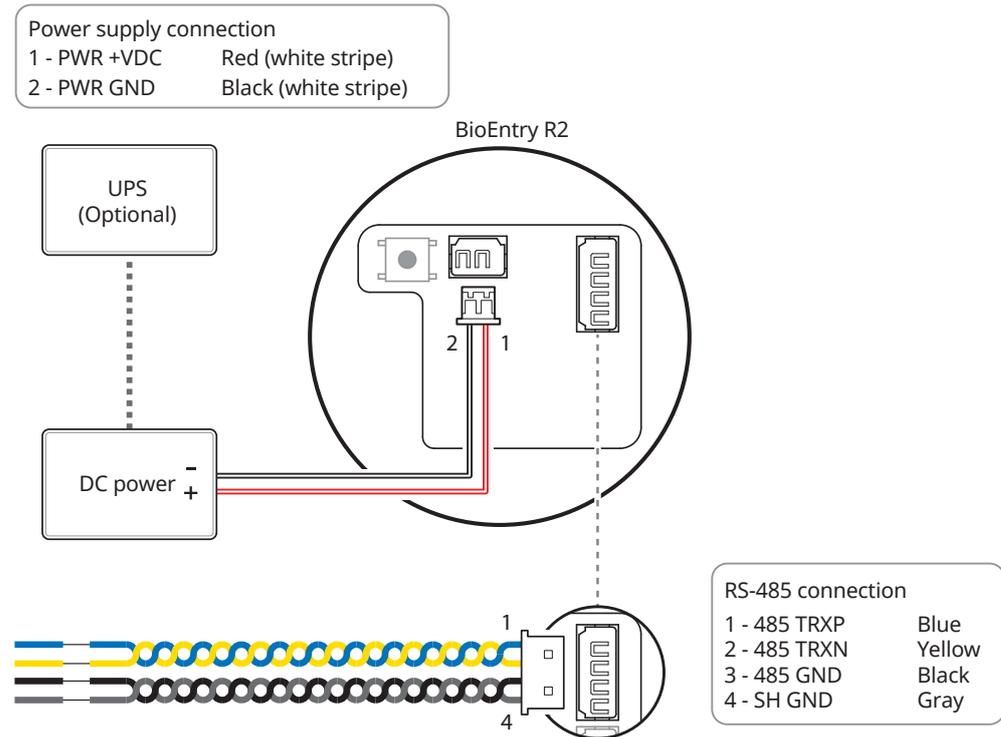 Power supply connection
1 - PWR +VDC Red (white stripe)
2 - PWR GND Black (white stripe)
BioEntry R2
UPS
(Optional)
2 1
DC power - +
1
4
RS-485 connection
1 - 485 TRXP Blue
2 - 485 TRXN Yellow
3 - 485 GND Black
4 - SH GND Gray